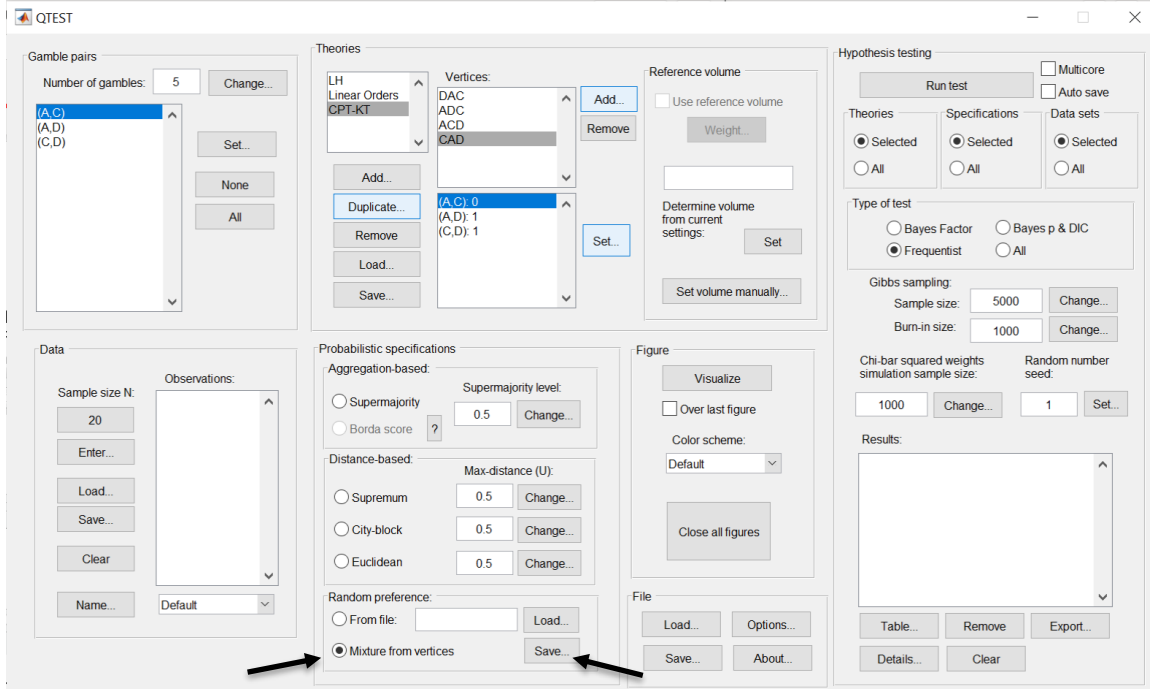 QTEST
Gamble pairs
Number of gambles: 5 Change...
(A,C)
(A,D)
(C,D)
Set...
None
All
Theories
LH
Linear Orders
CPT-KT
Vertices:
DAC
ADC
ACD
CAD
Add...
Remove
Add...
Duplicate...
Remove
Load...
Save...
(A,C): 0
(A,D): 1
(C,D): 1
Set...
Reference volume
Use reference volume
Weight...
Determine volume
from current
settings:
Set
Set volume manually...
Hypothesis testing
Run test
Multicore
Auto save
Theories
Selected
All
Specifications
Selected
All
Data sets
Selected
All
Type of test
Bayes Factor Bayes p & DIC
Frequentist All
Gibbs sampling:
Sample size: 5000 Change...
Burn-in size: 1000 Change...
Chi-bar squared weights
simulation sample size:
1000 Change...
Random number
seed:
1 Set...
Results:
Table... Remove Export...
Details... Clear
Data
Sample size N:
20
Enter...
Load...
Save...
Clear
Name... Default
Observations:
Probabilistic specifications
Aggregation-based:
Supermajority level:
Supermajority 0.5 Change...
Borda score ?
Distance-based:
Max-distance (U):
Supremum 0.5 Change...
City-block 0.5 Change...
Euclidean 0.5 Change...
Random preference:
From file: Load...
Mixture from vertices Save...
Figure
Visualize
Over last figure
Color scheme:
Default
Close all figures
File
Load... Options...
Save... About...